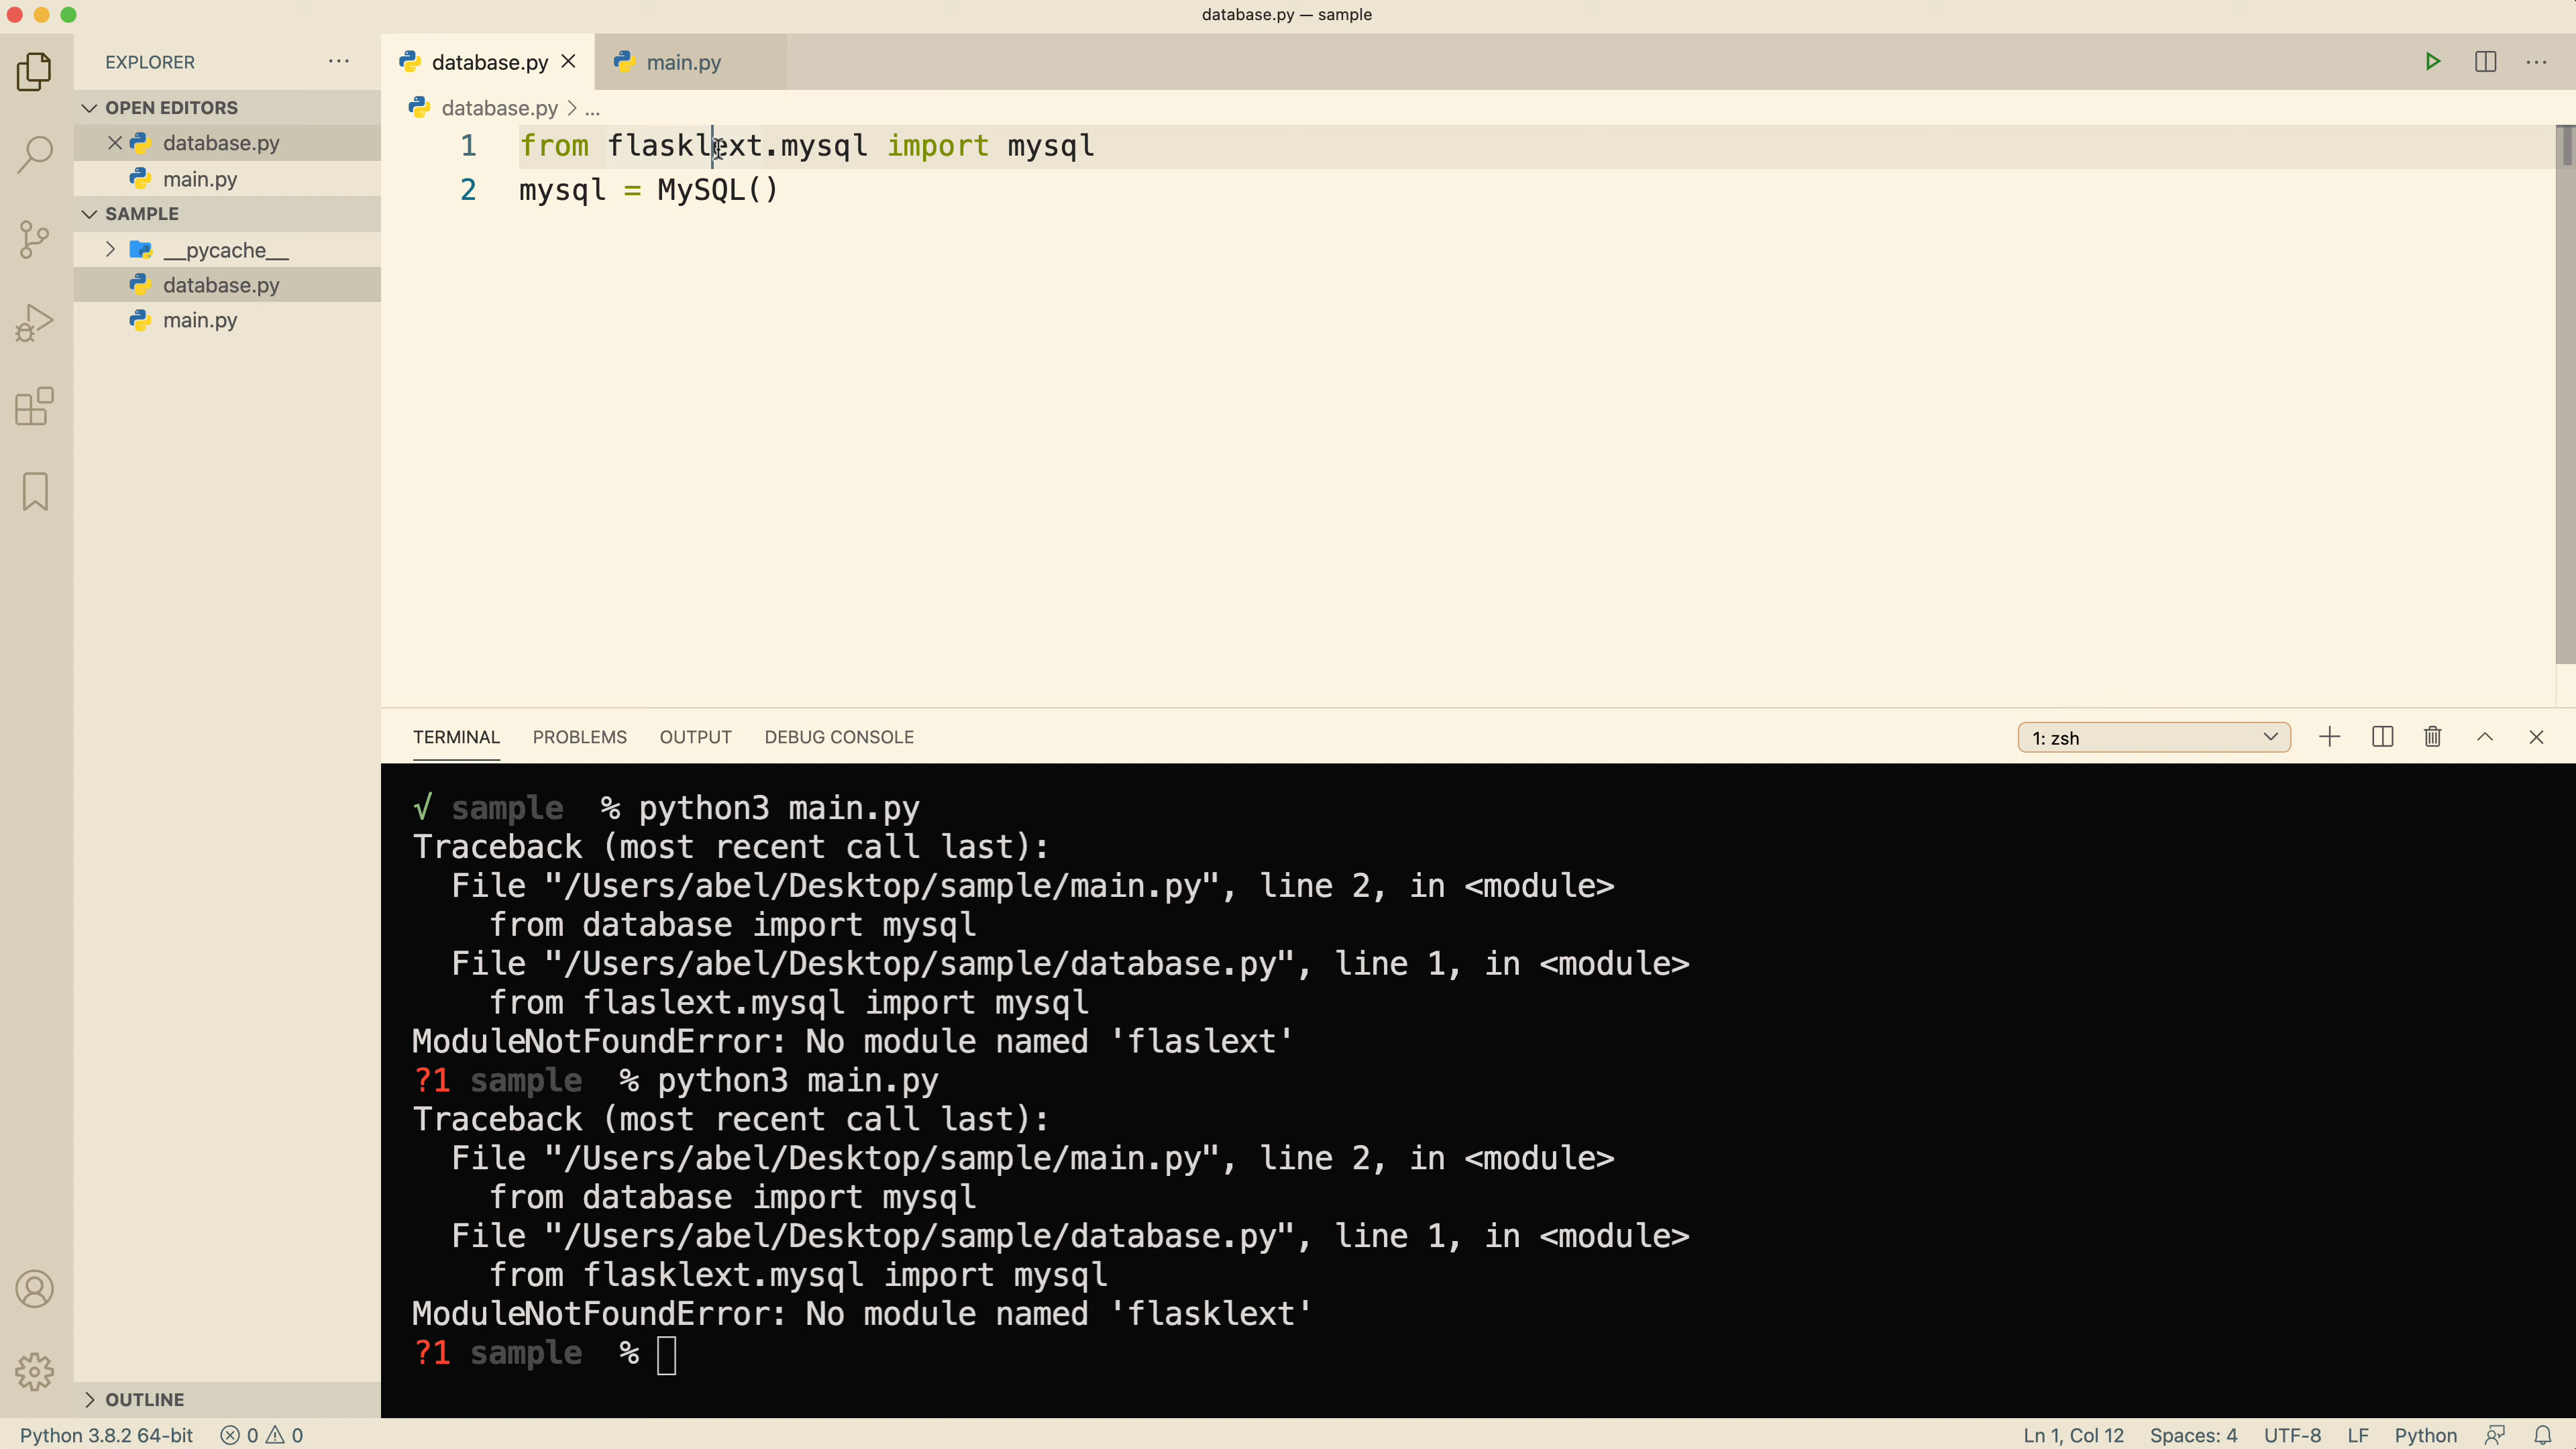 database.py — sample
EXPLORER
OPEN EDITORS
database.py
main.py
SAMPLE
__pycache__
database.py
main.py
OUTLINE
database.py
main.py
database.py > ...
1 from flasklext.mysql import mysql
2 mysql = MySQL()
TERMINAL PROBLEMS OUTPUT DEBUG CONSOLE
1: zsh
√ sample % python3 main.py
Traceback (most recent call last):
File "/Users/abel/Desktop/sample/main.py", line 2, in <module>
from database import mysql
File "/Users/abel/Desktop/sample/database.py", line 1, in <module>
from flaslext.mysql import mysql
ModuleNotFoundError: No module named 'flaslext'
?1 sample % python3 main.py
Traceback (most recent call last):
File "/Users/abel/Desktop/sample/main.py", line 2, in <module>
from database import mysql
File "/Users/abel/Desktop/sample/database.py", line 1, in <module>
from flasklext.mysql import mysql
ModuleNotFoundError: No module named 'flasklext'
?1 sample %
Python 3.8.2 64-bit 0 0 Ln 1, Col 12 Spaces: 4 UTF-8 LF Python